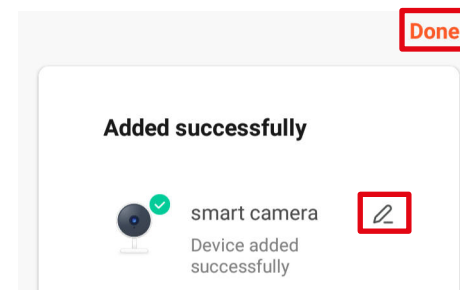 Done
Added successfully
smart camera
Device added
successfully